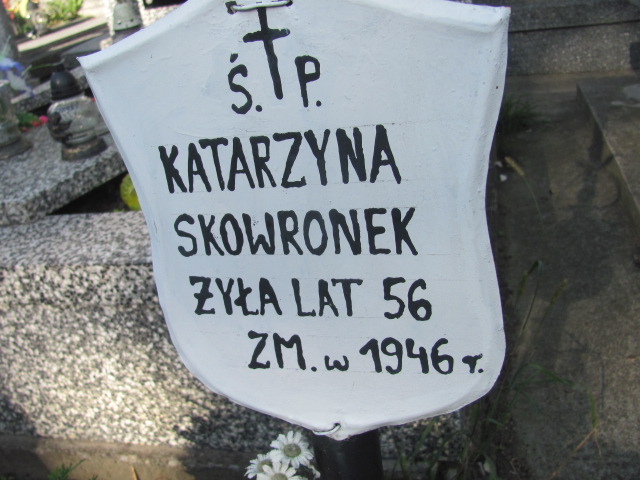 Ś. P.
KATARZYNA
SKOWRONEK
ŻYŁA LAT 56
ZM. w 1946 r.